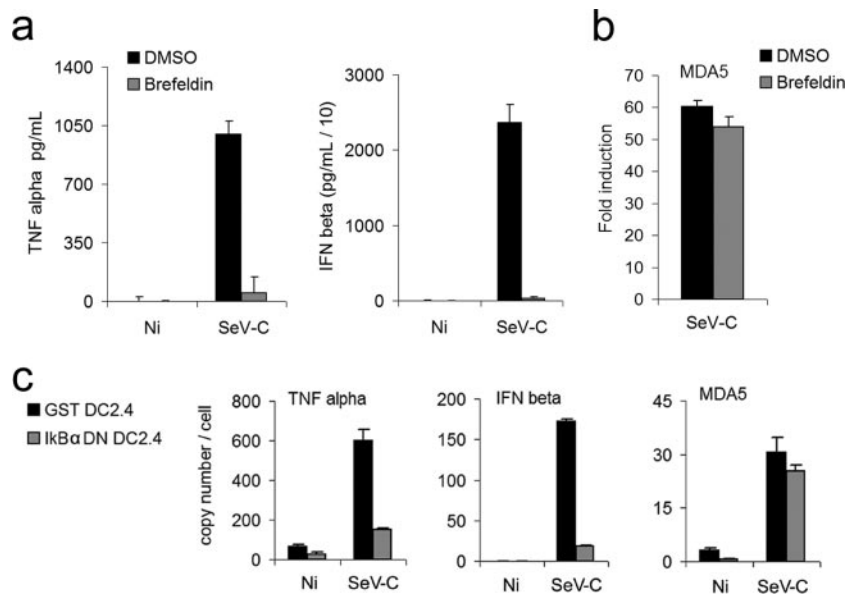 a
DMSO
Brefeldin
1400
1050
700
350
0
TNF alpha pg/mL
Ni
SeV-C
3000
2000
1000
0
IFN beta (pg/mL / 10)
Ni
SeV-C
b
DMSO
Brefeldin
MDA5
70
60
50
40
30
20
10
0
Fold induction
SeV-C
c
GST DC2.4
IkBα DN DC2.4
TNF alpha
800
600
400
200
0
copy number / cell
Ni
SeV-C
IFN beta
200
150
100
50
0
Ni
SeV-C
MDA5
45
30
15
0
Ni
SeV-C